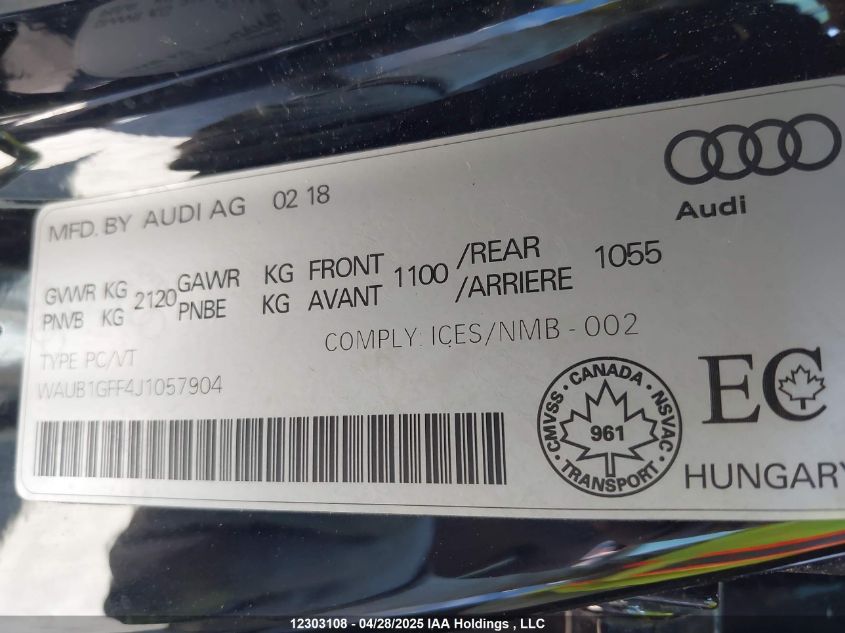 MFD. BY AUDI AG 02 18
Audi
GVWR KG 2120 GAWR KG FRONT 1100 /REAR 1055
PNVB KG PNBE KG AVANT /ARRIERE
COMPLY: ICES/NMB - 002
TYPE PC/VT
WAUB1GFF4J1057904
CMVSS · CANADA · NSVAC
961
TRANSPORT
EC
HUNGARY
12303108 - 04/28/2025 IAA Holdings , LLC